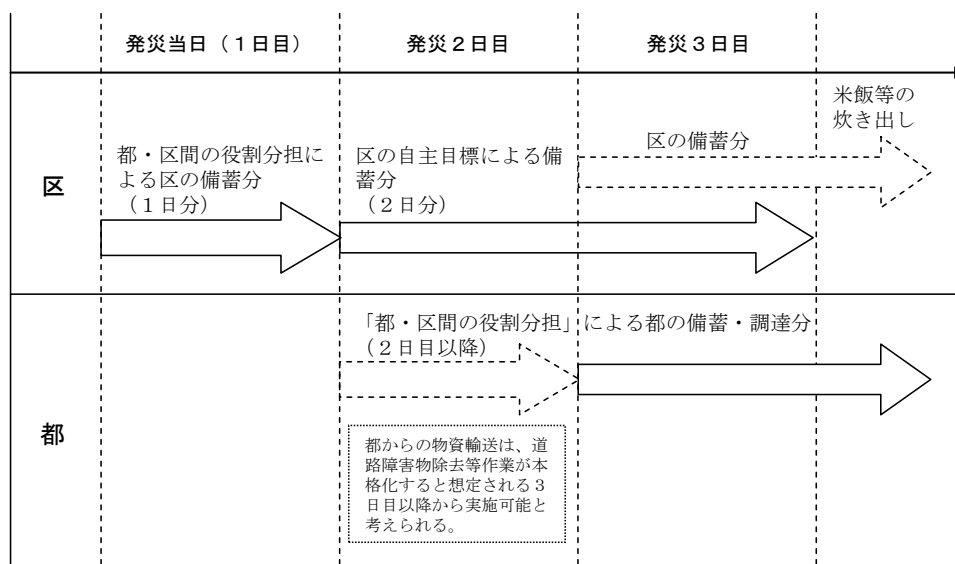 発災当日（１日目）
発災２日目
発災３日目
区
都・区間の役割分担に
よる区の備蓄分
（１日分）
区の自主目標による備
蓄分
（２日分）
区の備蓄分
米飯等の
炊き出し
都
「都・区間の役割分担」による都の備蓄・調達分
（２日目以降）
都からの物資輸送は、道
路障害物除去等作業が本
格化すると想定される３
日目以降から実施可能と
考えられる。